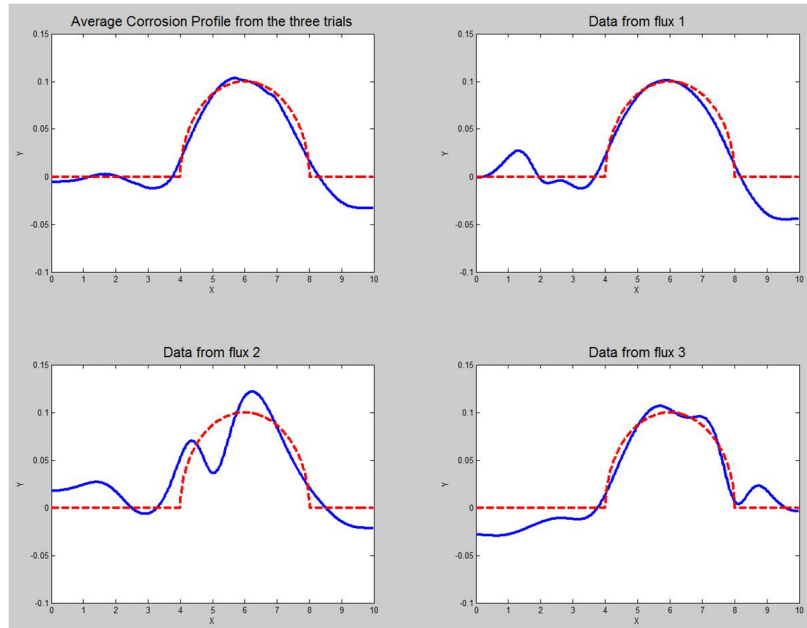 Average Corrosion Profile from the three trials
0.15
0.1
0.05
0
-0.05
-0.1
Y
0 1 2 3 4 5 6 7 8 9 10
X
Data from flux 1
0.15
0.1
0.05
0
-0.05
-0.1
Y
0 1 2 3 4 5 6 7 8 9 10
X
Data from flux 2
0.15
0.1
0.05
0
-0.05
-0.1
Y
0 1 2 3 4 5 6 7 8 9 10
X
Data from flux 3
0.15
0.1
0.05
0
-0.05
-0.1
Y
0 1 2 3 4 5 6 7 8 9 10
X